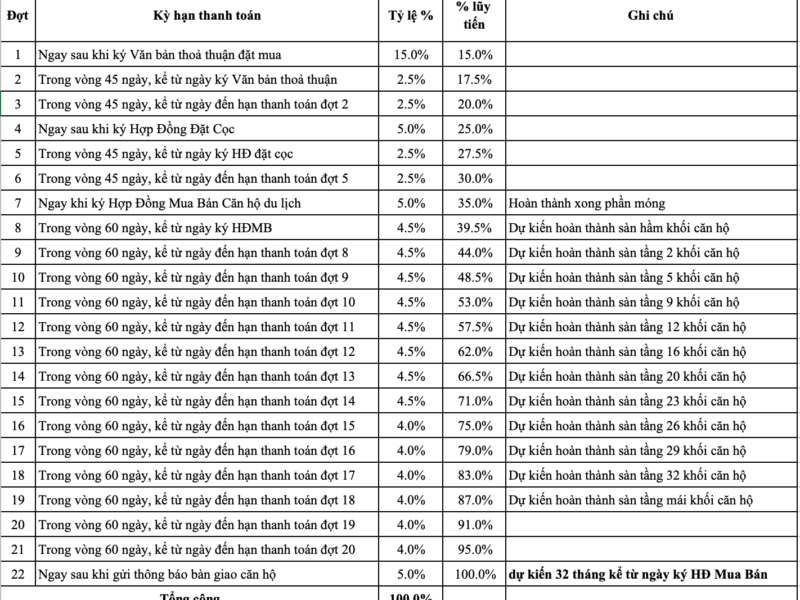 Đợt Kỳ hạn thanh toán Tỷ lệ % % lũy tiến Ghi chú
1 Ngay sau khi ký Văn bản thoả thuận đặt mua 15.0% 15.0%
2 Trong vòng 45 ngày, kể từ ngày ký Văn bản thoả thuận 2.5% 17.5%
3 Trong vòng 45 ngày, kể từ ngày đến hạn thanh toán đợt 2 2.5% 20.0%
4 Ngay sau khi ký Hợp Đồng Đặt Cọc 5.0% 25.0%
5 Trong vòng 45 ngày, kể từ ngày ký HĐ đặt cọc 2.5% 27.5%
6 Trong vòng 45 ngày, kể từ ngày đến hạn thanh toán đợt 5 2.5% 30.0%
7 Ngay khi ký Hợp Đồng Mua Bán Căn hộ du lịch 5.0% 35.0% Hoàn thành xong phần móng
8 Trong vòng 60 ngày, kể từ ngày ký HĐMB 4.5% 39.5% Dự kiến hoàn thành sàn hầm khối căn hộ
9 Trong vòng 60 ngày, kể từ ngày đến hạn thanh toán đợt 8 4.5% 44.0% Dự kiến hoàn thành sàn tầng 2 khối căn hộ
10 Trong vòng 60 ngày, kể từ ngày đến hạn thanh toán đợt 9 4.5% 48.5% Dự kiến hoàn thành sàn tầng 5 khối căn hộ
11 Trong vòng 60 ngày, kể từ ngày đến hạn thanh toán đợt 10 4.5% 53.0% Dự kiến hoàn thành sàn tầng 9 khối căn hộ
12 Trong vòng 60 ngày, kể từ ngày đến hạn thanh toán đợt 11 4.5% 57.5% Dự kiến hoàn thành sàn tầng 12 khối căn hộ
13 Trong vòng 60 ngày, kể từ ngày đến hạn thanh toán đợt 12 4.5% 62.0% Dự kiến hoàn thành sàn tầng 16 khối căn hộ
14 Trong vòng 60 ngày, kể từ ngày đến hạn thanh toán đợt 13 4.5% 66.5% Dự kiến hoàn thành sàn tầng 20 khối căn hộ
15 Trong vòng 60 ngày, kể từ ngày đến hạn thanh toán đợt 14 4.5% 71.0% Dự kiến hoàn thành sàn tầng 23 khối căn hộ
16 Trong vòng 60 ngày, kể từ ngày đến hạn thanh toán đợt 15 4.0% 75.0% Dự kiến hoàn thành sàn tầng 26 khối căn hộ
17 Trong vòng 60 ngày, kể từ ngày đến hạn thanh toán đợt 16 4.0% 79.0% Dự kiến hoàn thành sàn tầng 29 khối căn hộ
18 Trong vòng 60 ngày, kể từ ngày đến hạn thanh toán đợt 17 4.0% 83.0% Dự kiến hoàn thành sàn tầng 32 khối căn hộ
19 Trong vòng 60 ngày, kể từ ngày đến hạn thanh toán đợt 18 4.0% 87.0% Dự kiến hoàn thành sàn tầng mái khối căn hộ
20 Trong vòng 60 ngày, kể từ ngày đến hạn thanh toán đợt 19 4.0% 91.0%
21 Trong vòng 60 ngày, kể từ ngày đến hạn thanh toán đợt 20 4.0% 95.0%
22 Ngay sau khi gửi thông báo bàn giao căn hộ 5.0% 100.0% dự kiến 32 tháng kể từ ngày ký HĐ Mua Bán
Tổng cộng 100.0%